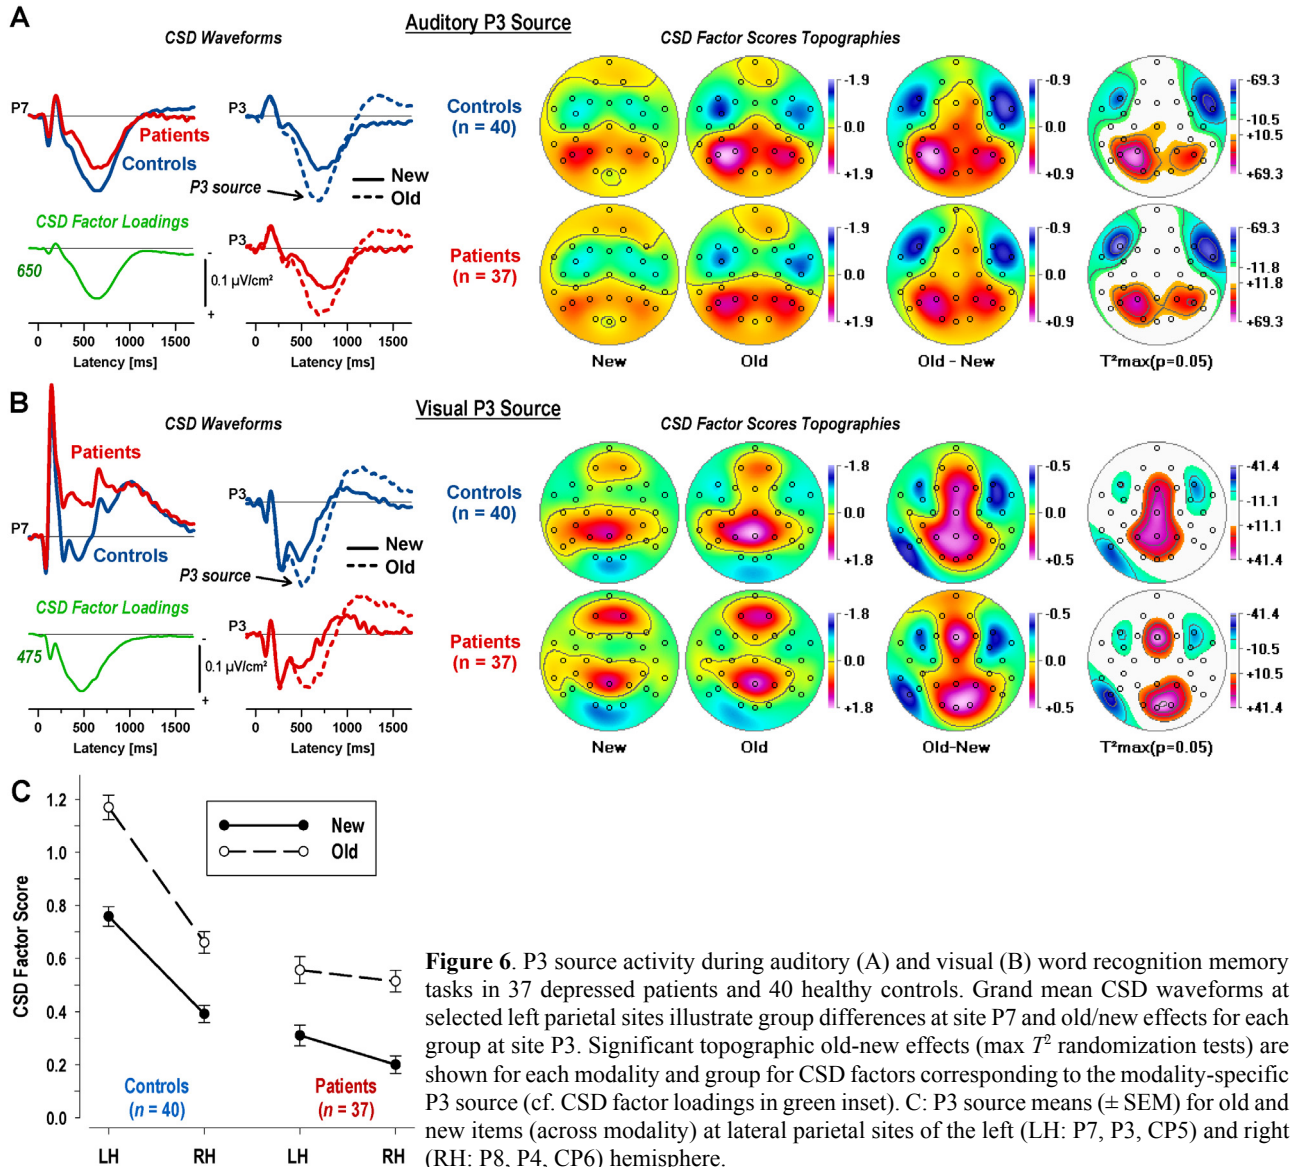 A
Auditory P3 Source
CSD Waveforms
CSD Factor Scores Topographies
P7
Patients
Controls
P3
New
Old
P3 source
CSD Factor Loadings
650
-
0.1 µV/cm²
+
P3
0 500 1000 1500
Latency [ms]
0 500 1000 1500
Latency [ms]
Controls
(n = 40)
-1.9
0.0
+1.9
-0.9
0.0
+0.9
-69.3
-10.5
+10.5
+69.3
Patients
(n = 37)
-1.9
0.0
+1.9
-0.9
0.0
+0.9
-69.3
-11.8
+11.8
+69.3
New
Old
Old - New
T²max(p=0.05)
B
Visual P3 Source
CSD Waveforms
CSD Factor Scores Topographies
Patients
P7
Controls
P3
New
Old
P3 source
CSD Factor Loadings
475
-
0.1 µV/cm²
+
P3
0 500 1000 1500
Latency [ms]
0 500 1000 1500
Latency [ms]
Controls
(n = 40)
-1.8
0.0
+1.8
-0.5
0.0
+0.5
-41.4
-11.1
+11.1
+41.4
Patients
(n = 37)
-1.8
0.0
+1.8
-0.5
0.0
+0.5
-41.4
-10.5
+10.5
+41.4
New
Old
Old-New
T²max(p=0.05)
C
CSD Factor Score
1.2
1.0
0.8
0.6
0.4
0.2
0.0
New
Old
Controls
(n = 40)
Patients
(n = 37)
LH RH LH RH
Figure 6. P3 source activity during auditory (A) and visual (B) word recognition memory
tasks in 37 depressed patients and 40 healthy controls. Grand mean CSD waveforms at
selected left parietal sites illustrate group differences at site P7 and old/new effects for each
group at site P3. Significant topographic old-new effects (max T² randomization tests) are
shown for each modality and group for CSD factors corresponding to the modality-specific
P3 source (cf. CSD factor loadings in green inset). C: P3 source means (± SEM) for old and
new items (across modality) at lateral parietal sites of the left (LH: P7, P3, CP5) and right
(RH: P8, P4, CP6) hemisphere.